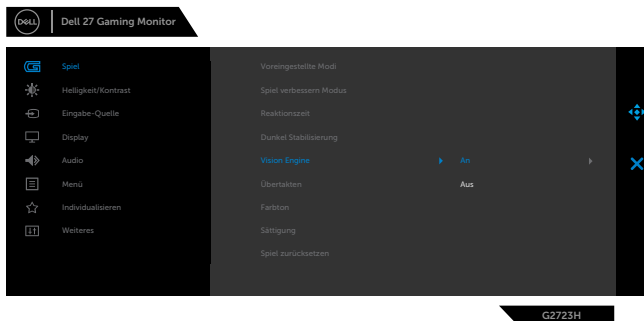 DELL
Dell 27 Gaming Monitor
Spiel
Helligkeit/Kontrast
Eingabe-Quelle
Display
Audio
Menü
Individualisieren
Weiteres
Voreingestellte Modi
Spiel verbessern Modus
Reaktionszeit
Dunkel Stabilisierung
Vision Engine An
Übertakten Aus
Farbton
Sättigung
Spiel zurücksetzen
G2723H